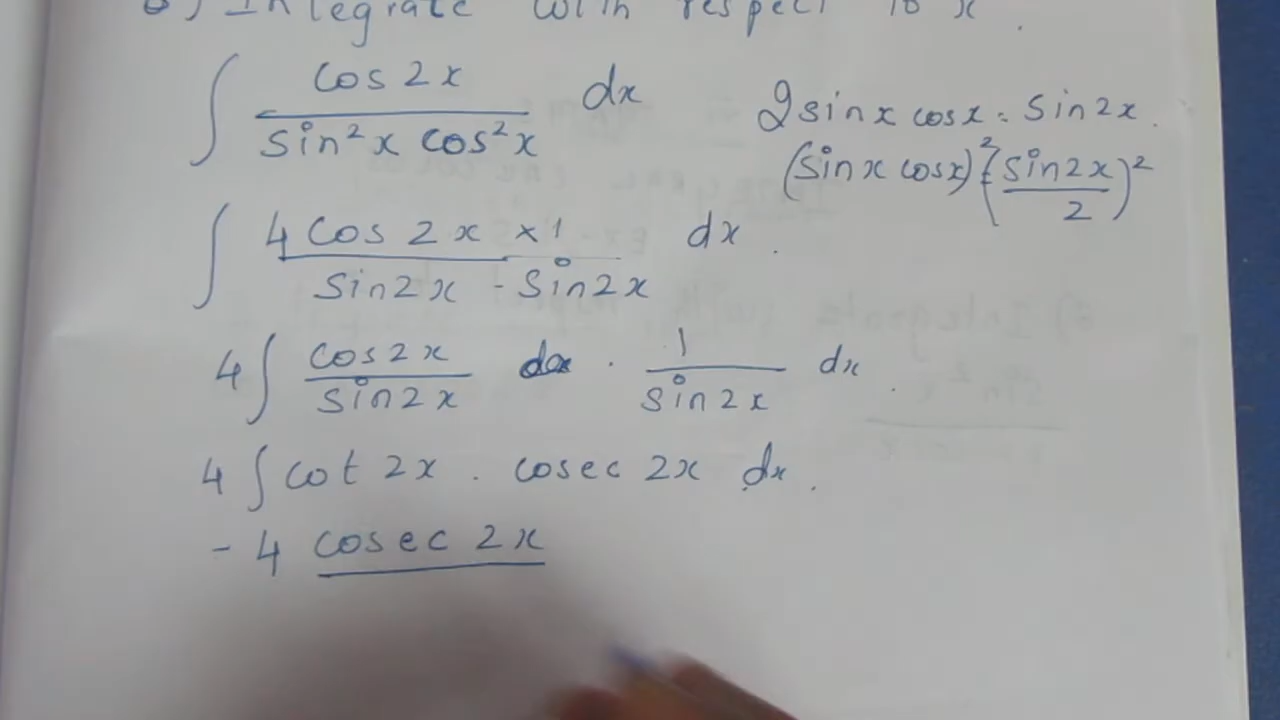 Integrate with respect to x.
∫ cos 2x / sin²x cos²x dx
2 sin x cos x = sin 2x.
(sin x cos x)² = (sin 2x / 2)²
∫ 4 cos 2x × 1 / sin 2x - sin 2x dx.
4 ∫ cos 2x / sin 2x dx . 1 / sin 2x dx.
4 ∫ cot 2x . cosec 2x dx.
- 4 cosec 2x